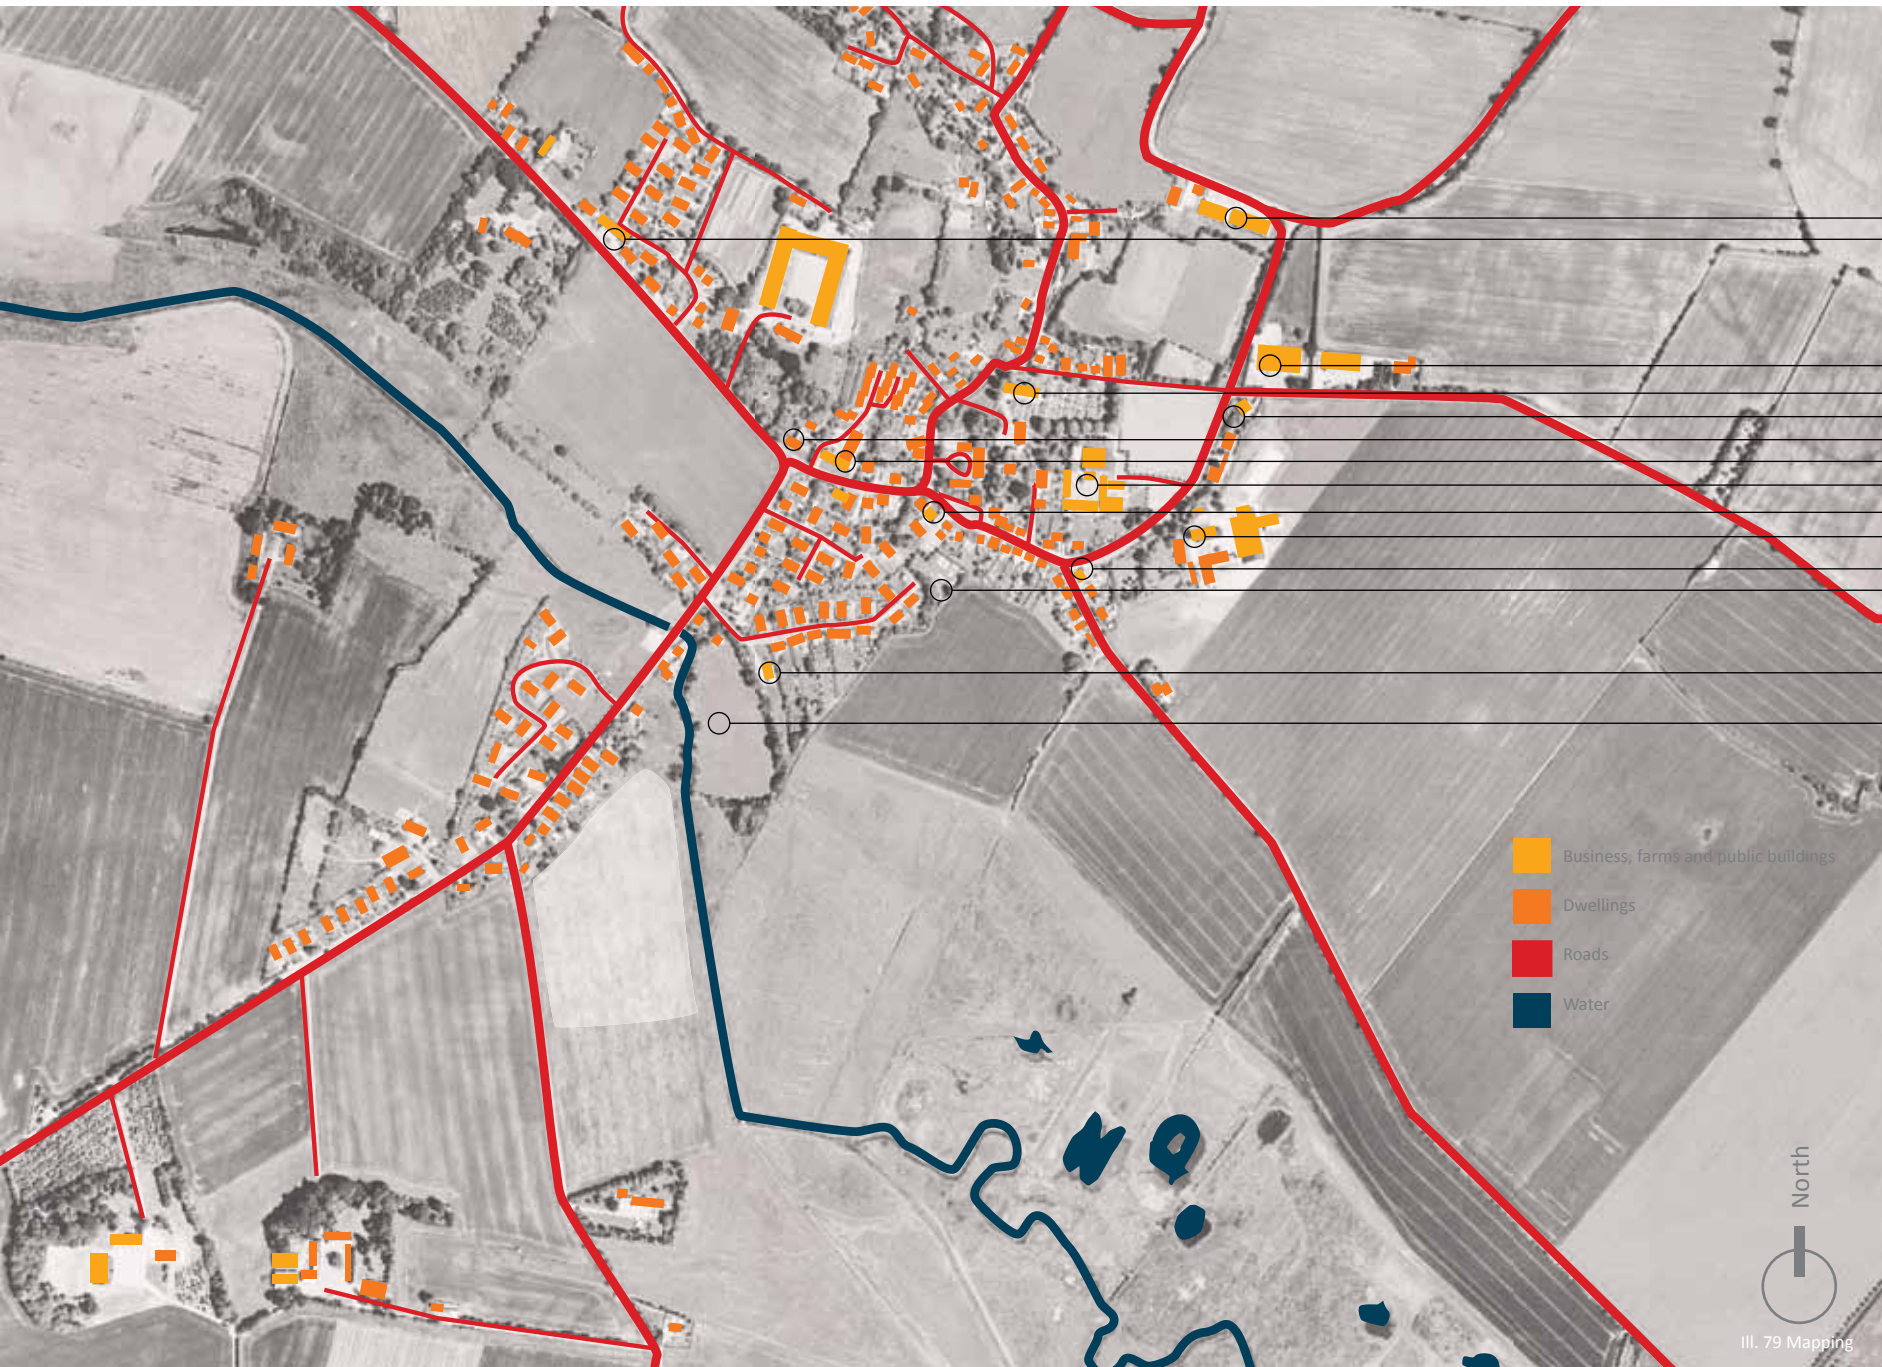 Business, farms and public buildings
Dwellings
Roads
Water
North
Ill. 79 Mapping